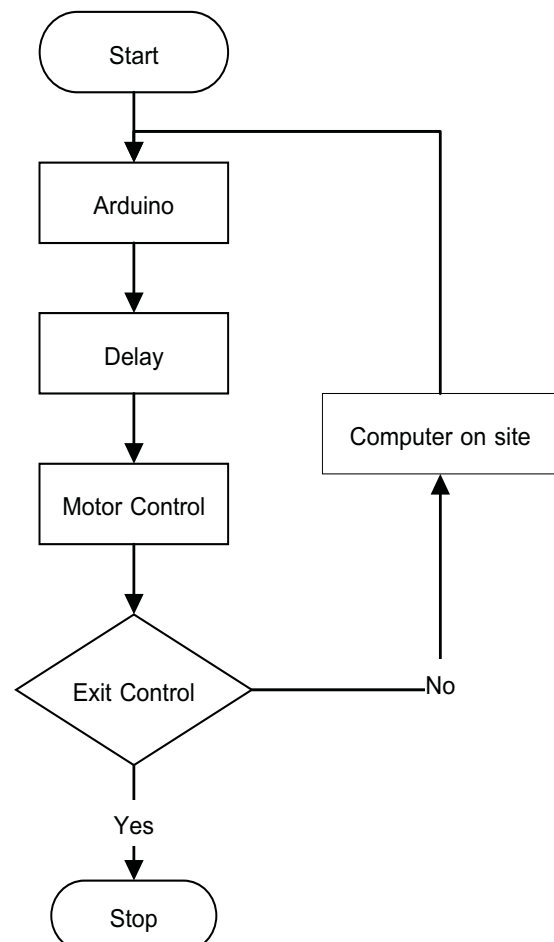 Start
Arduino
Delay
Computer on site
Motor Control
Exit Control
No
Yes
Stop